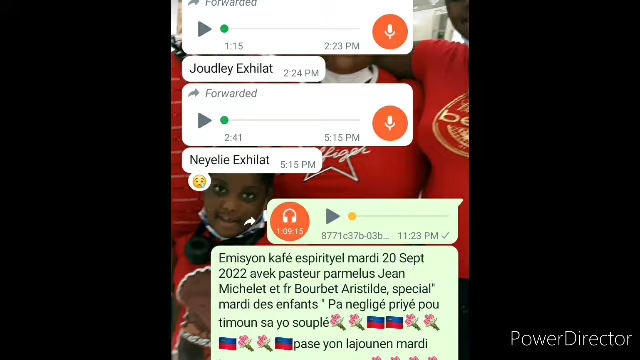 Forwarded
1:15 2:23 PM
Joudley Exhilat 2:24 PM
Forwarded
2:41 5:15 PM
Neyelie Exhilat 5:15 PM
1:09:15
8771c37b-03b... 11:23 PM
Emisyon kafé espirityel mardi 20 Sept
2022 avek pasteur parmelus Jean
Michelet et fr Bourbet Aristilde, special"
mardi des enfants " Pa negligé priyé pou
timoun sa yo souplé🌹🌹🇭🇹🇭🇹🌹🌹
🇭🇹🌹🌹🇭🇹pase yon lajounen mardi
PowerDirector